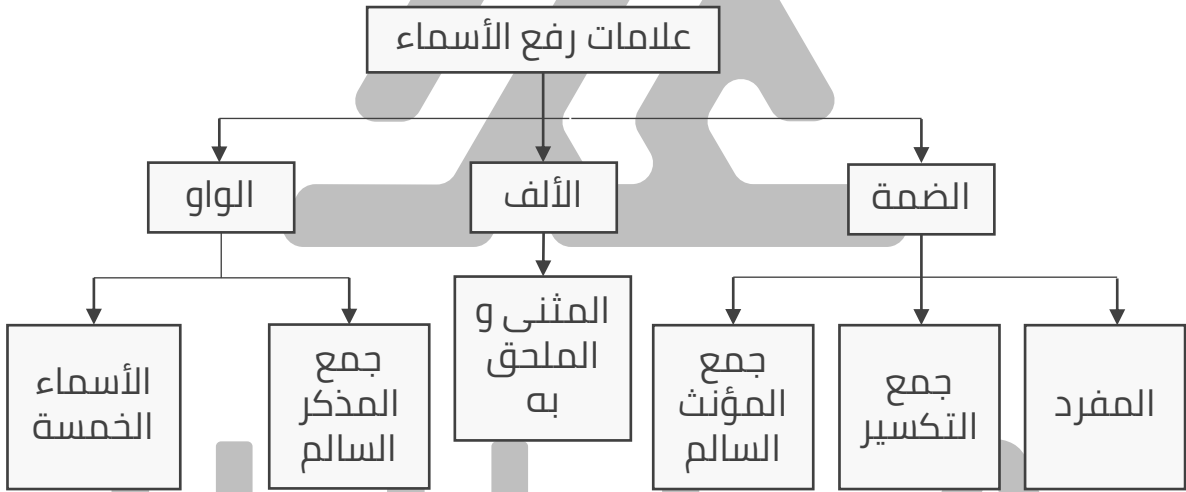 علامات رفع الأسماء
الضمة
الألف
الواو
المفرد
جمع
التكسير
جمع
المؤنث
السالم
المثنى و
الملحق
به
جمع
المذكر
السالم
الأسماء
الخمسة